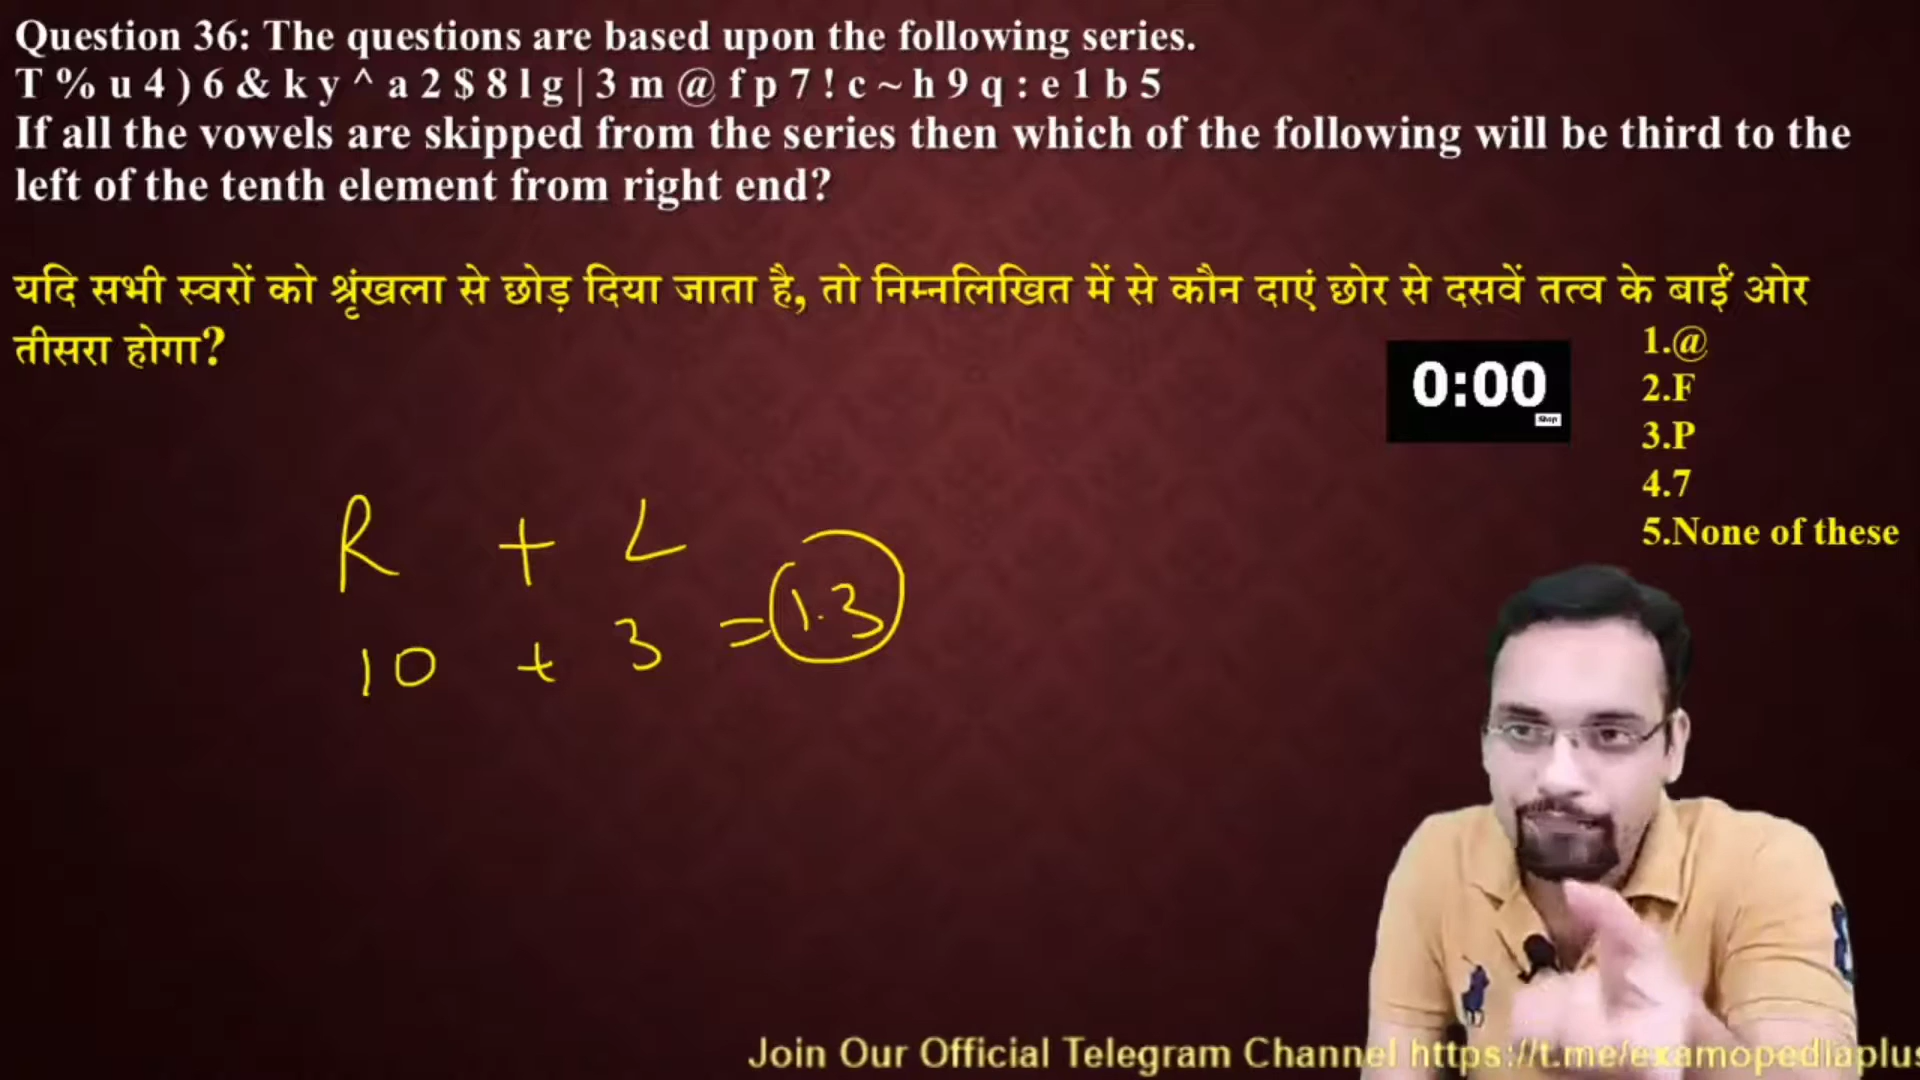 Question 36: The questions are based upon the following series.
T % u 4 ) 6 & k y ^ a 2 $ 8 l g | 3 m @ f p 7 ! c ~ h 9 q : e 1 b 5
If all the vowels are skipped from the series then which of the following will be third to the
left of the tenth element from right end?
यदि सभी स्वरों को श्रृंखला से छोड़ दिया जाता है, तो निम्नलिखित में से कौन दाएं छोर से दसवें तत्व के बाईं ओर
तीसरा होगा?
1.@
2.F
3.P
4.7
5.None of these
0:00
Stop
R + L
10 + 3 = 1.3
Join Our Official Telegram Channel https://t.me/examopediaplus